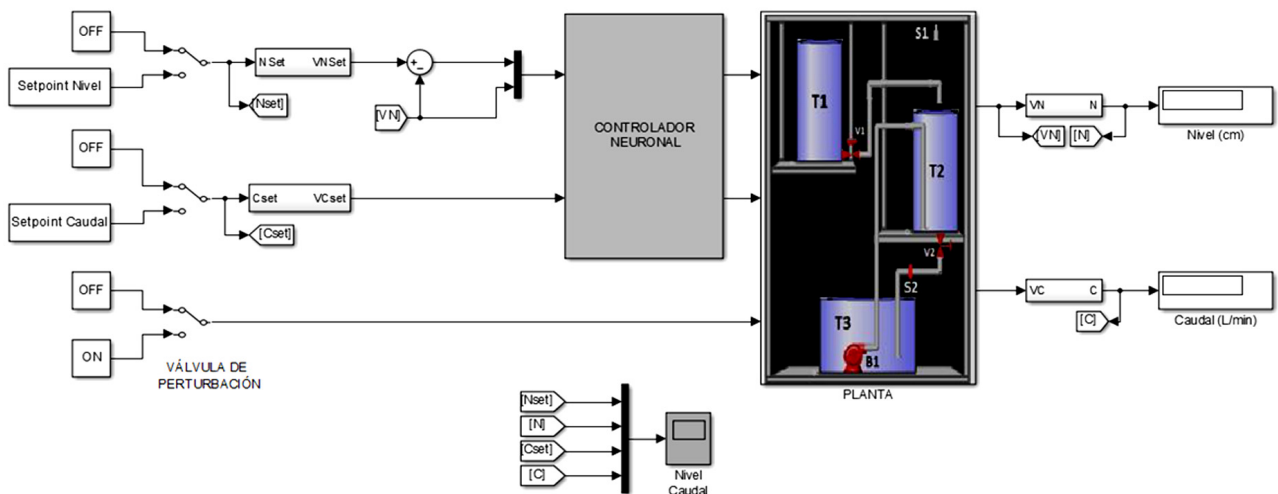 OFF
Setpoint Nivel
NSet
VNSet
[Nset]
+
-
[VN]
OFF
Setpoint Caudal
Cset
VCset
[Cset]
OFF
ON
VÁLVULA DE
PERTURBACIÓN
CONTROLADOR
NEURONAL
S1
T1
V1
T2
V2
S2
T3
B1
PLANTA
VN
N
[VN]
[N]
Nivel (cm)
VC
C
[C]
Caudal (L/min)
[Nset]
[N]
[Cset]
[C]
Nivel
Caudal